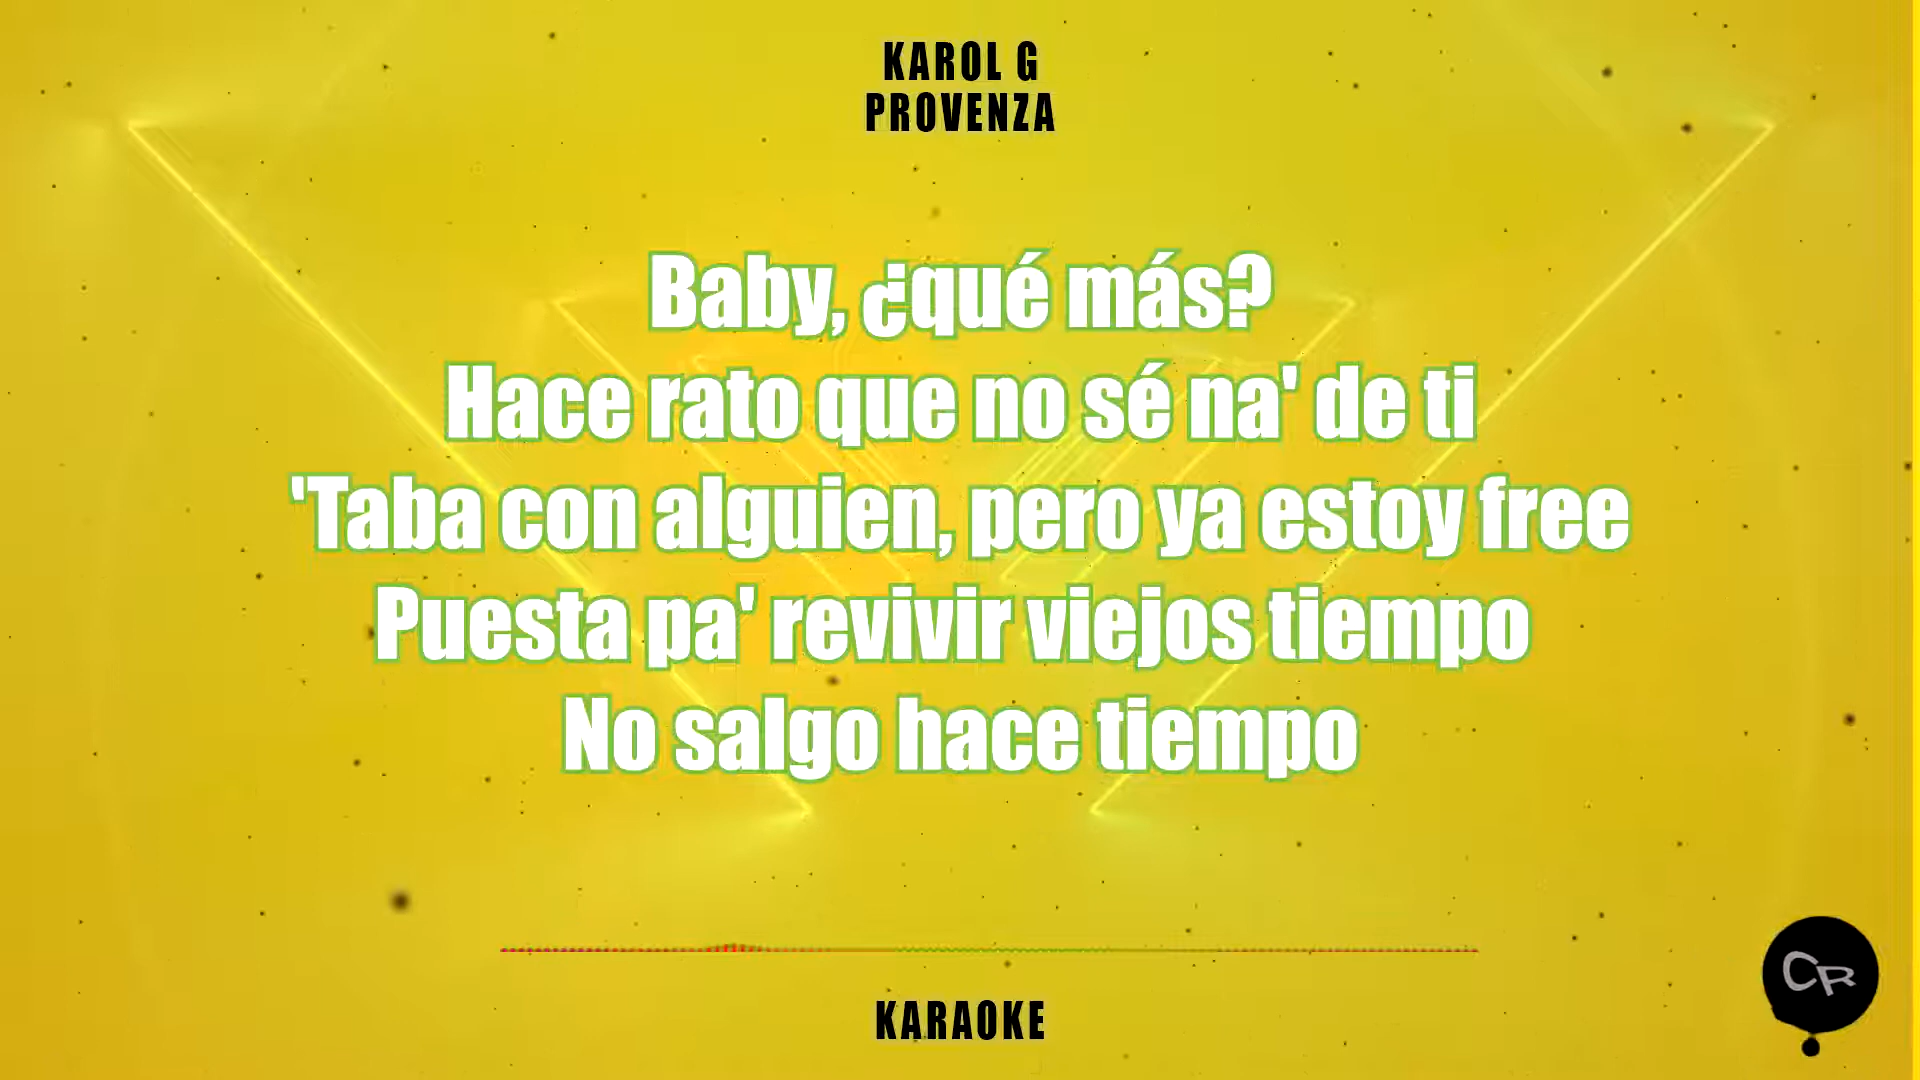 KAROL G
PROVENZA
Baby, ¿qué más?
Hace rato que no sé na' de ti
'Taba con alguien, pero ya estoy free
Puesta pa' revivir viejos tiempo
No salgo hace tiempo
KARAOKE
CR